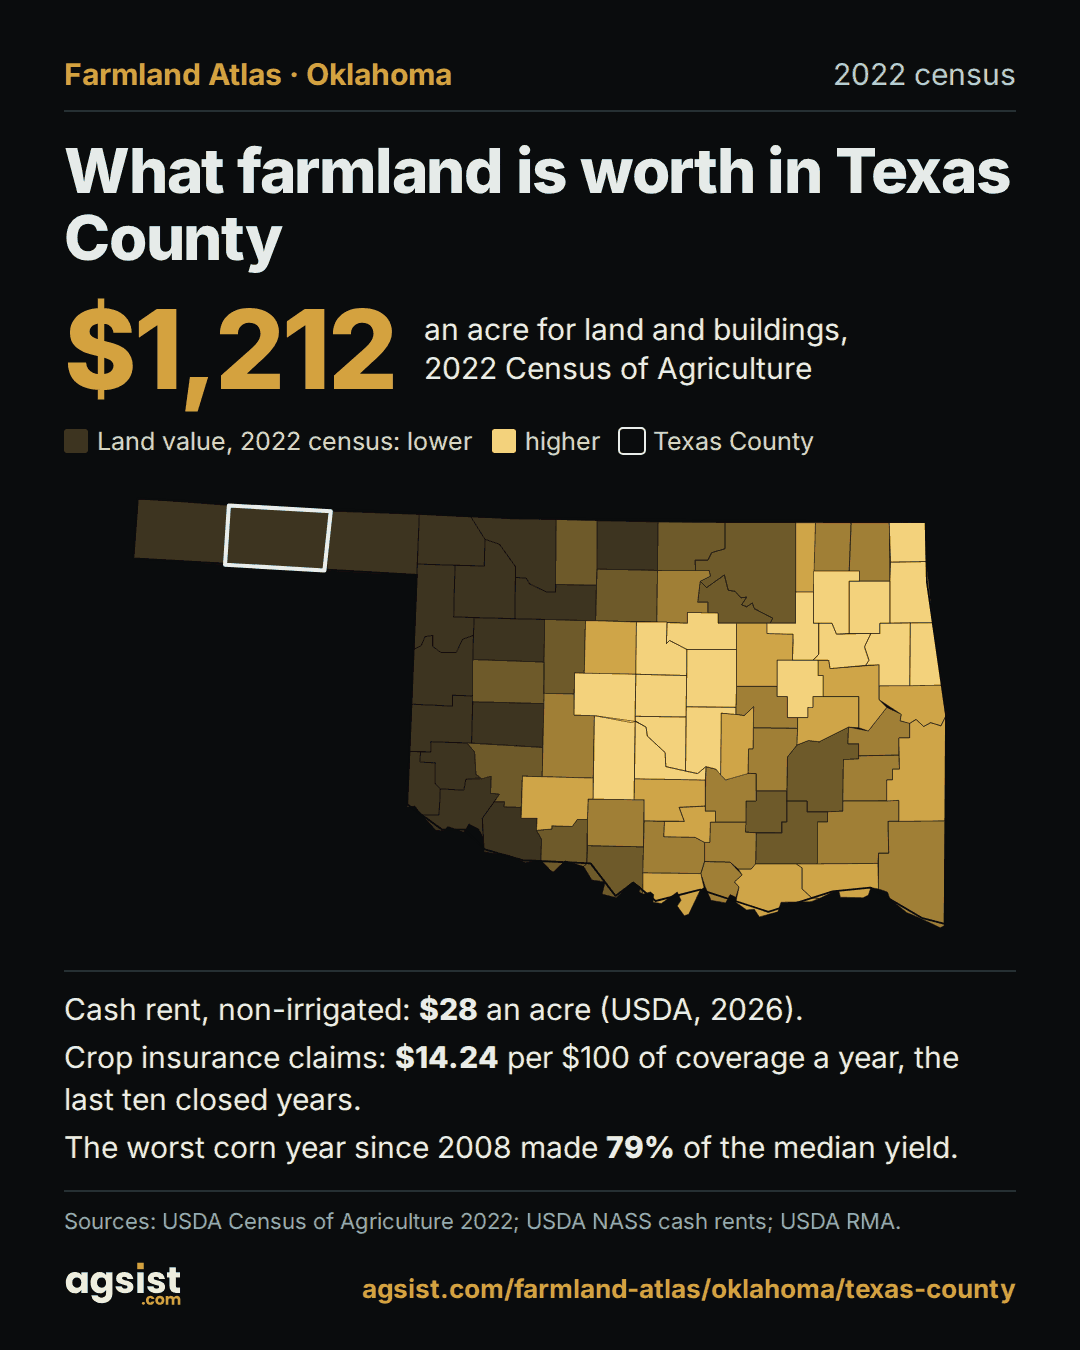 Farmland Atlas · Oklahoma
2022 census
What farmland is worth in Texas
County
$1,212
an acre for land and buildings,
2022 Census of Agriculture
Land value, 2022 census: lower
higher
Texas County
Cash rent, non-irrigated: $28 an acre (USDA, 2026).
Crop insurance claims: $14.24 per $100 of coverage a year, the
last ten closed years.
The worst corn year since 2008 made 79% of the median yield.
Sources: USDA Census of Agriculture 2022; USDA NASS cash rents; USDA RMA.
agsist
.com
agsist.com/farmland-atlas/oklahoma/texas-county